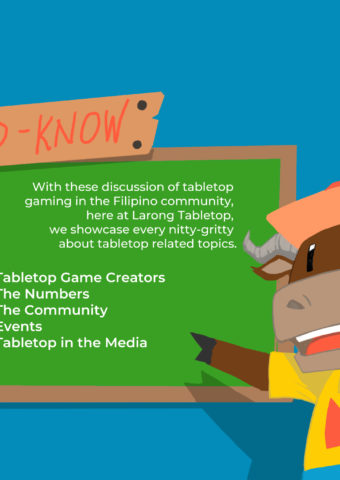 -KNOW
With these discussion of tabletop
gaming in the Filipino community,
here at Larong Tabletop,
we showcase every nitty-gritty
about tabletop related topics.
Tabletop Game Creators
The Numbers
The Community
Events
Tabletop in the Media